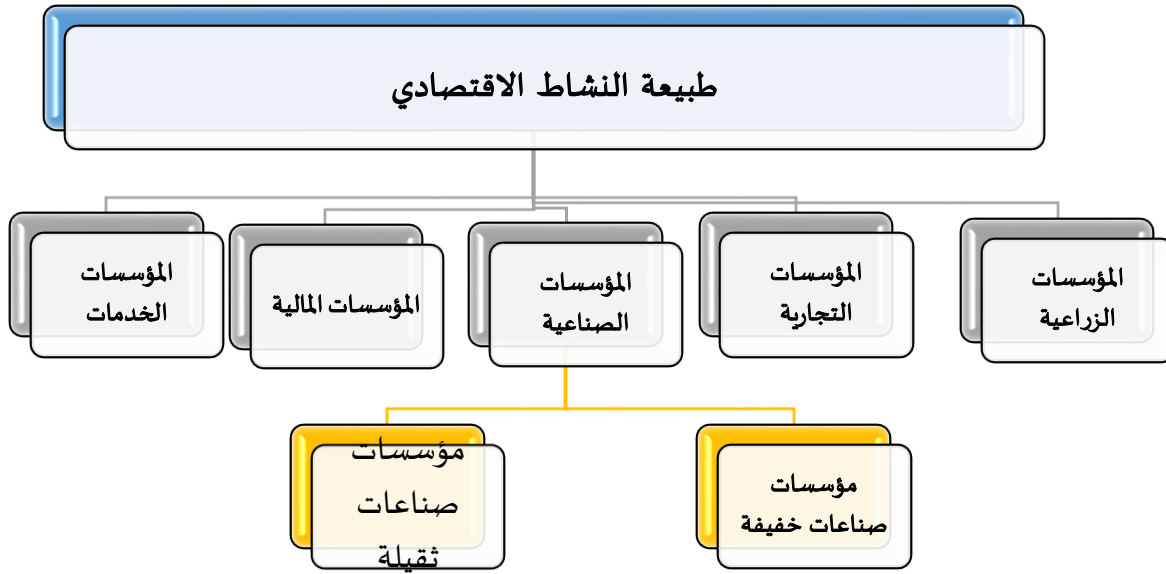 طبيعة النشاط الاقتصادي
المؤسسات
الزراعية
المؤسسات
التجارية
المؤسسات
الصناعية
المؤسسات المالية
المؤسسات
الخدمات
مؤسسات
صناعات خفيفة
مؤسسات
صناعات
ثقيلة